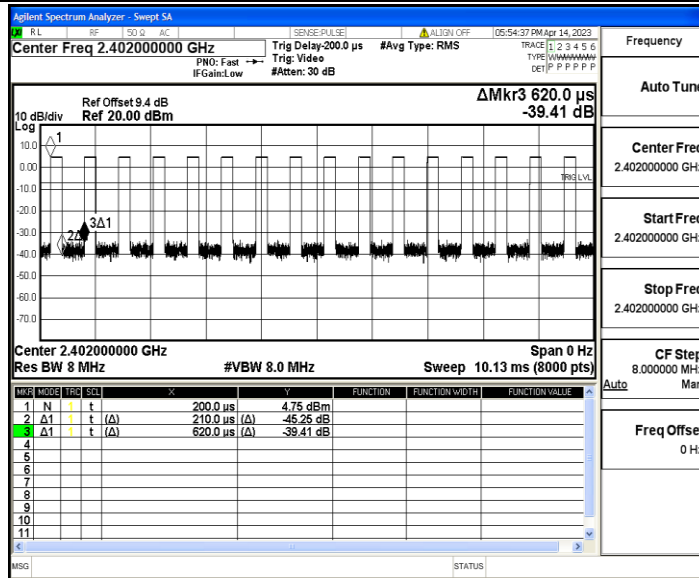 Agilent Spectrum Analyzer - Swept SA
RL RF 50 Ω AC SENSE:PULSE ALIGN OFF 05:54:37 PM Apr 14, 2023
Center Freq 2.402000000 GHz Trig Delay-200.0 µs #Avg Type: RMS TRACE 1 2 3 4 5 6
PNO: Fast Trig: Video TYPE WWWWWW
IFGain:Low #Atten: 30 dB DET P P P P P P
ΔMkr3 620.0 µs
-39.41 dB
Ref Offset 9.4 dB
10 dB/div Ref 20.00 dBm
Log
10.0
0.00
-10.0
-20.0
-30.0
-40.0
-50.0
-60.0
-70.0
1
2Δ1
3Δ1
TRIG LVL
Center 2.402000000 GHz Span 0 Hz
Res BW 8 MHz #VBW 8.0 MHz Sweep 10.13 ms (8000 pts)
MKR MODE TRC SCL X Y FUNCTION FUNCTION WIDTH FUNCTION VALUE
1 N 1 t 200.0 µs 4.75 dBm
2 Δ1 1 t (Δ) 210.0 µs (Δ) -45.25 dB
3 Δ1 1 t (Δ) 620.0 µs (Δ) -39.41 dB
4
5
6
7
8
9
10
11
MSG STATUS
Frequency
Auto Tune
Center Freq
2.402000000 GHz
Start Freq
2.402000000 GHz
Stop Freq
2.402000000 GHz
CF Step
8.000000 MHz
Auto Man
Freq Offset
0 Hz